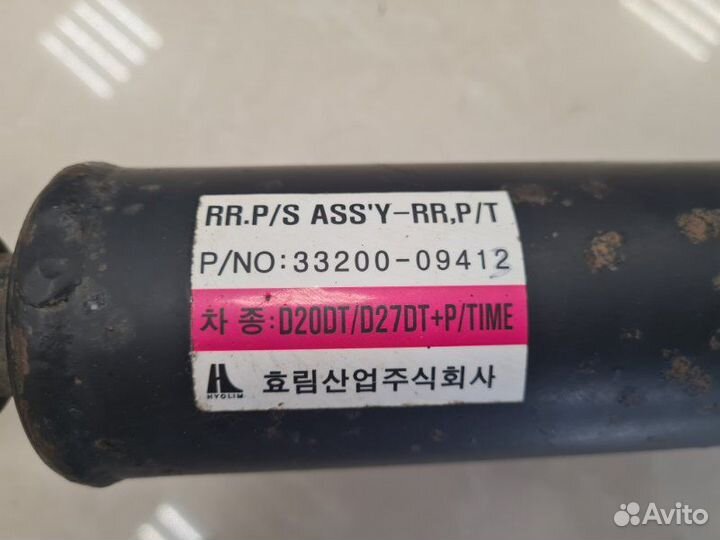 RR.P/S ASS'Y-RR,P/T
P/NO:33200-09412
차 종:D20DT/D27DT+P/TIME
HYOLIM
효림산업주식회사
Avito